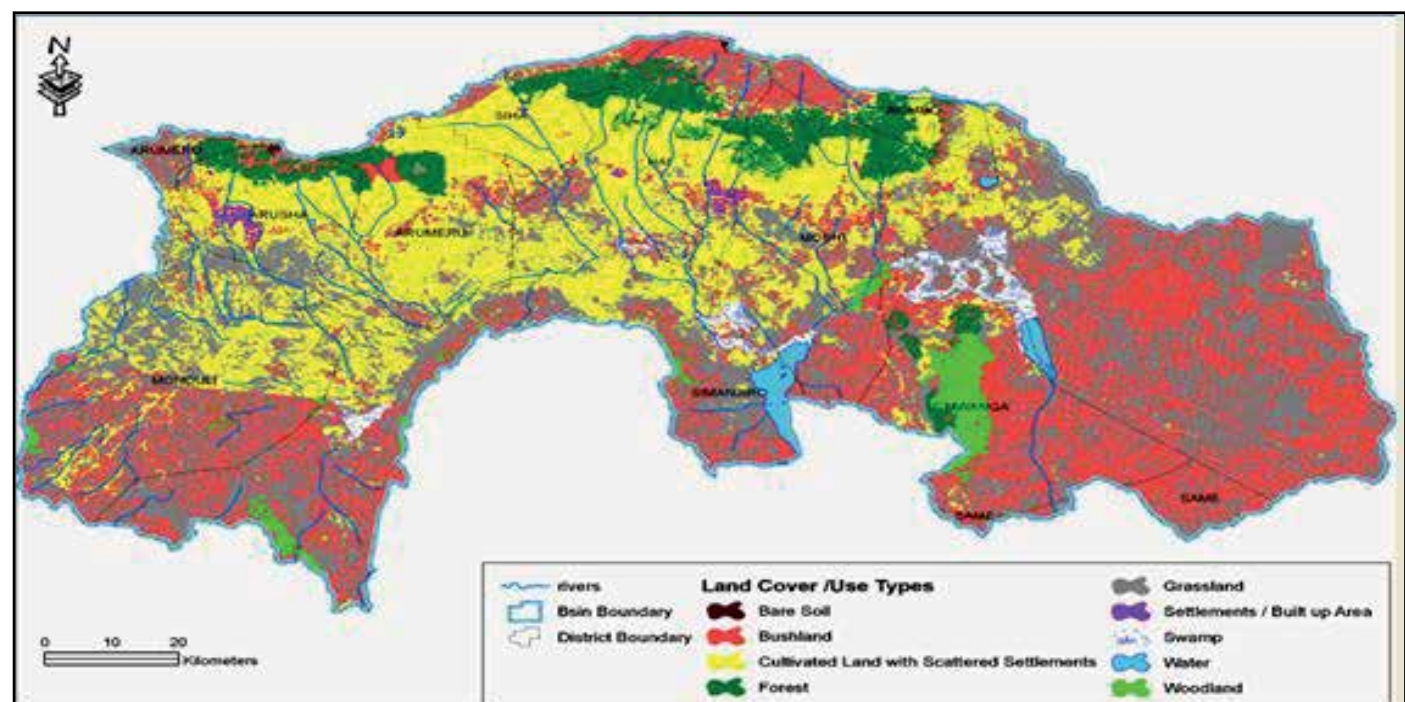 N
ARUMERO
SIHA
ARUSHA
ARUMERU
HAI
MOSHI
MONDULI
SIMANJIRO
MWANGA
SAME
SAME
0 10 20
Kilometers
rivers
Bsin Boundary
District Boundary
Land Cover /Use Types
Bare Soil
Bushland
Cultivated Land with Scattered Settlements
Forest
Grassland
Settlements / Built up Area
Swamp
Water
Woodland